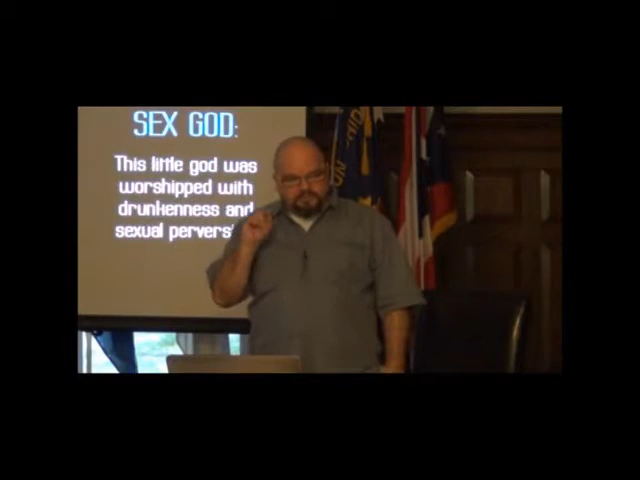 SEX GOD:
This little god was
worshipped with
drunkenness and
sexual